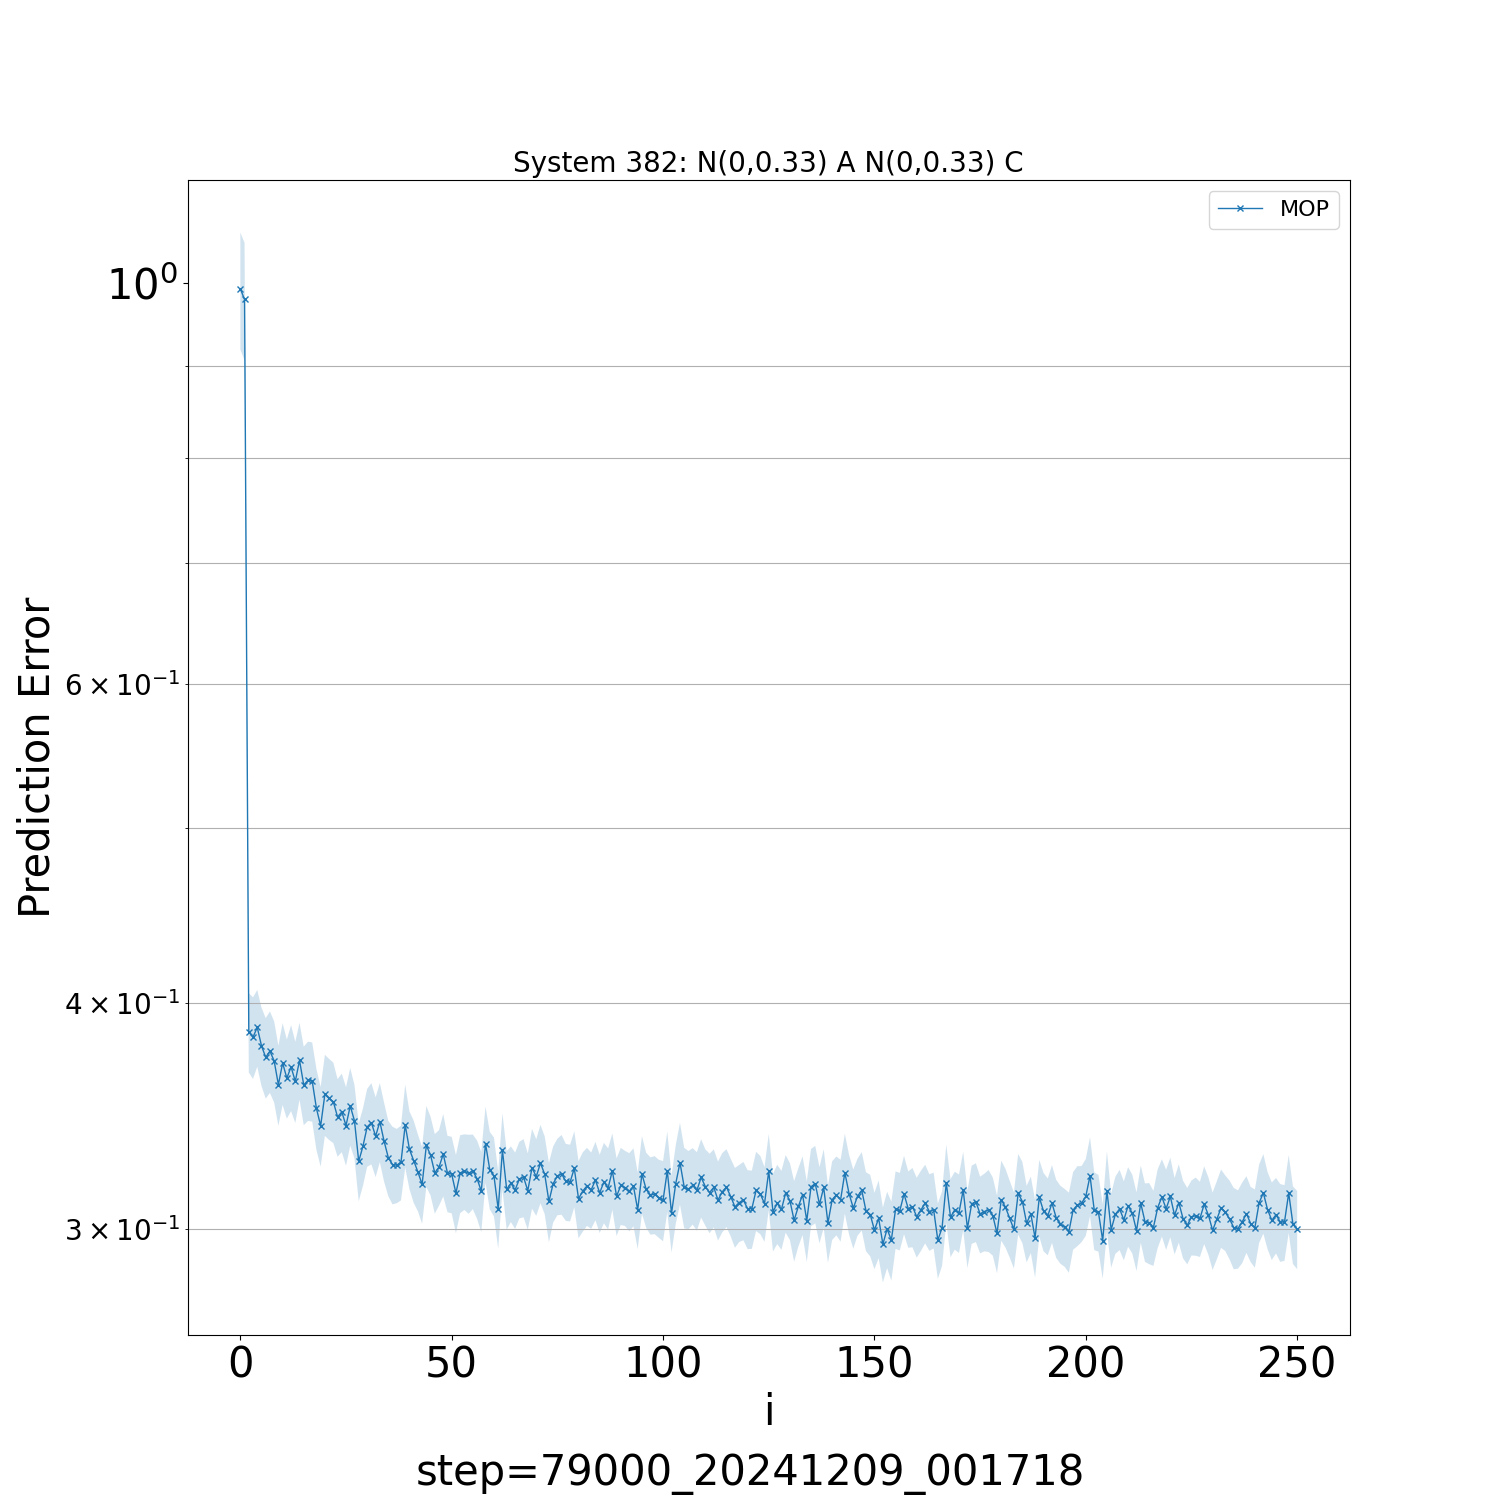 System 382: N(0,0.33) A N(0,0.33) C
MOP
10⁰
6 × 10⁻¹
4 × 10⁻¹
3 × 10⁻¹
Prediction Error
0 50 100 150 200 250
i
step=79000_20241209_001718